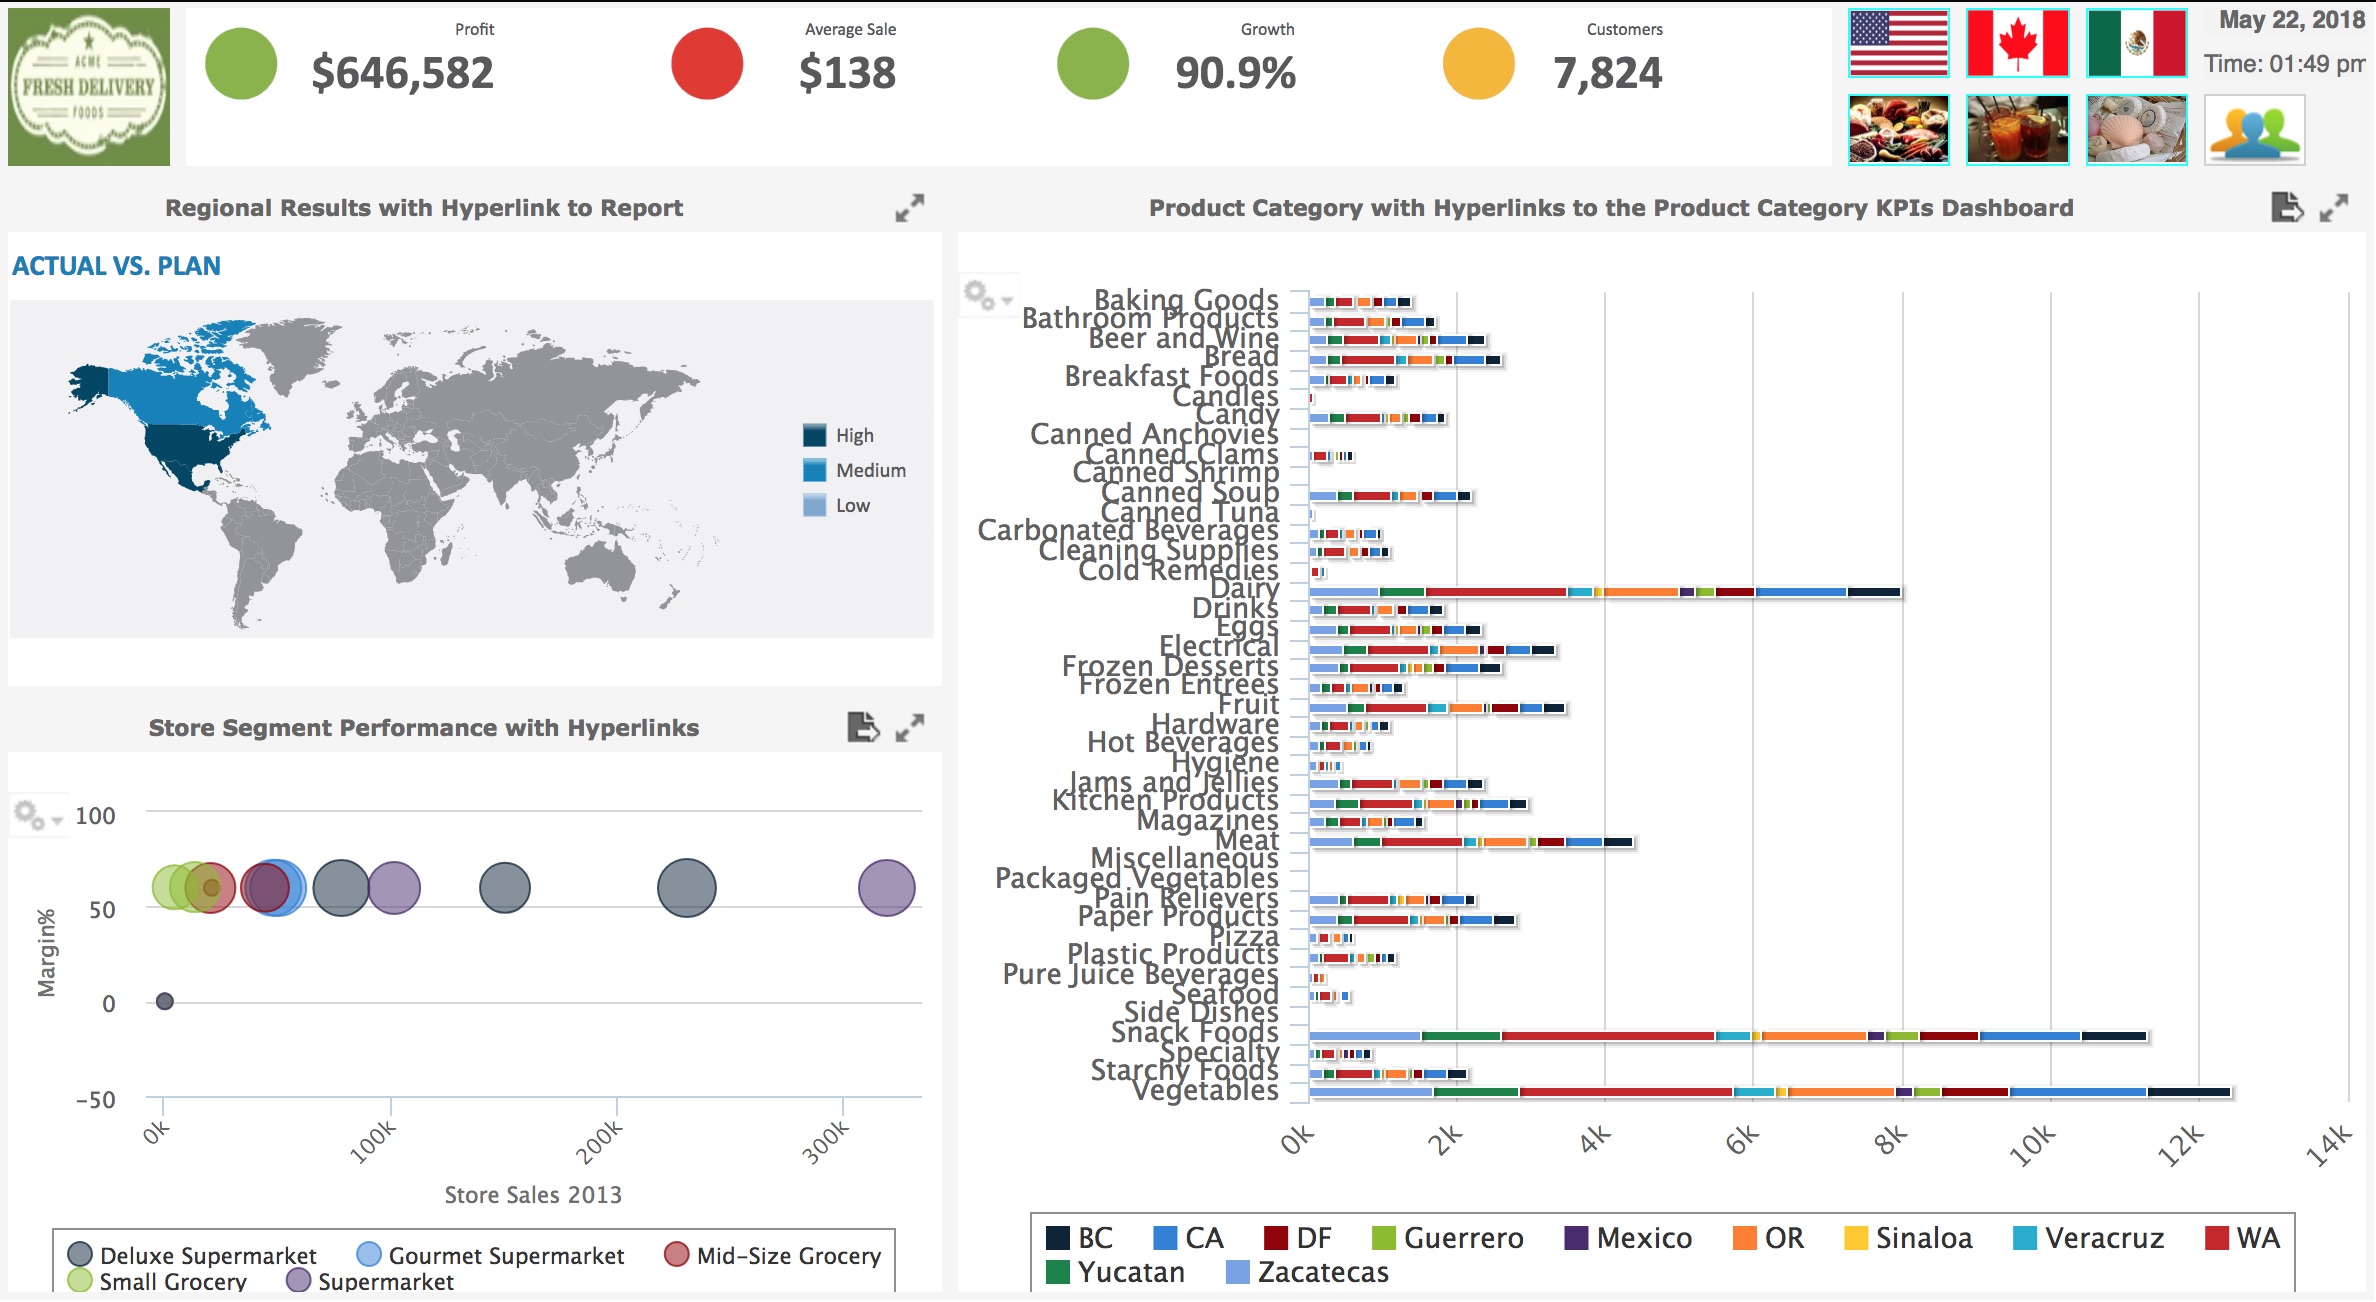 ACME
FRESH DELIVERY
FOODS
Profit
$646,582
Average Sale
$138
Growth
90.9%
Customers
7,824
May 22, 2018
Time: 01:49 pm
Regional Results with Hyperlink to Report
ACTUAL VS. PLAN
High
Medium
Low
Store Segment Performance with Hyperlinks
100
50
0
-50
Margin%
0k
100k
200k
300k
Store Sales 2013
Deluxe Supermarket
Gourmet Supermarket
Mid-Size Grocery
Small Grocery
Supermarket
Product Category with Hyperlinks to the Product Category KPIs Dashboard
Baking Goods
Bathroom Products
Beer and Wine
Bread
Breakfast Foods
Candles
Candy
Canned Anchovies
Canned Clams
Canned Shrimp
Canned Soup
Canned Tuna
Carbonated Beverages
Cleaning Supplies
Cold Remedies
Dairy
Drinks
Eggs
Electrical
Frozen Desserts
Frozen Entrees
Fruit
Hardware
Hot Beverages
Hygiene
Jams and Jellies
Kitchen Products
Magazines
Meat
Miscellaneous
Packaged Vegetables
Pain Relievers
Paper Products
Pizza
Plastic Products
Pure Juice Beverages
Seafood
Side Dishes
Snack Foods
Specialty
Starchy Foods
Vegetables
0k
2k
4k
6k
8k
10k
12k
14k
BC
CA
DF
Guerrero
Mexico
OR
Sinaloa
Veracruz
WA
Yucatan
Zacatecas